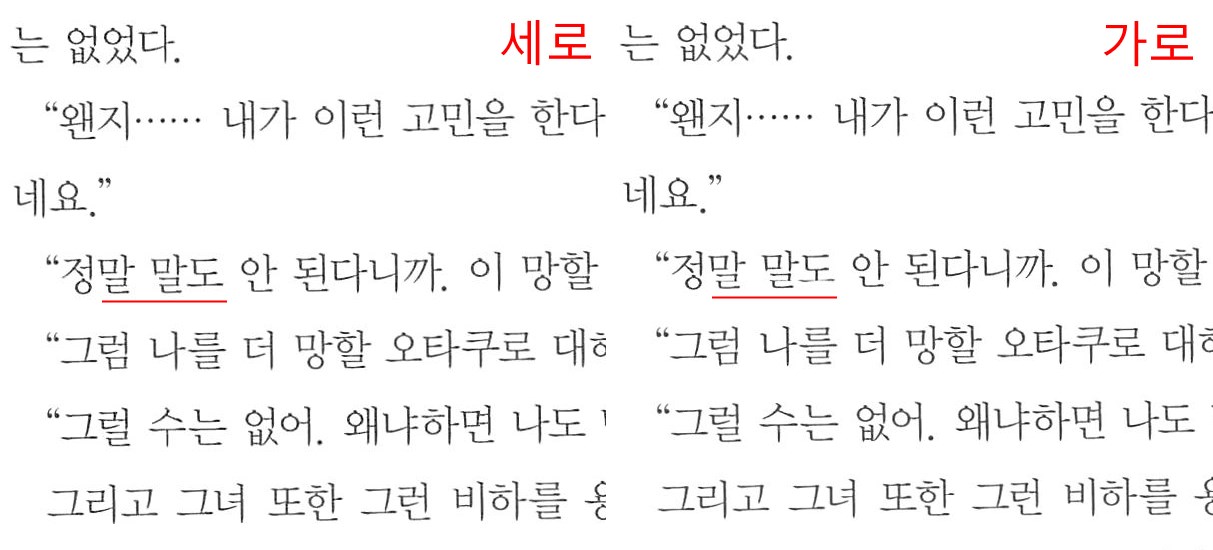 세로
는 없었다.
“왠지…… 내가 이런 고민을 한다
네요.”
“정말 말도 안 된다니까. 이 망할
“그럼 나를 더 망할 오타쿠로 대
“그럴 수는 없어. 왜냐하면 나도
그리고 그녀 또한 그런 비하를
가로
는 없었다.
“왠지…… 내가 이런 고민을 한다
네요.”
“정말 말도 안 된다니까. 이 망할
“그럼 나를 더 망할 오타쿠로 대
“그럴 수는 없어. 왜냐하면 나도
그리고 그녀 또한 그런 비하를